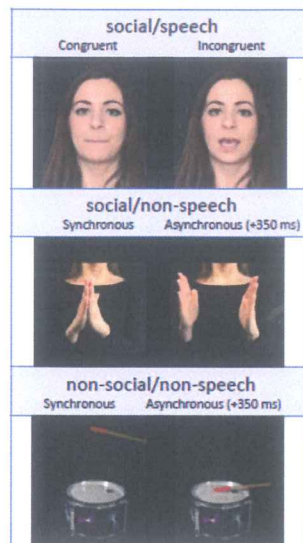 social/speech
Congruent Incongruent
social/non-speech
Synchronous Asynchronous (+350 ms)
non-social/non-speech
Synchronous Asynchronous (+350 ms)